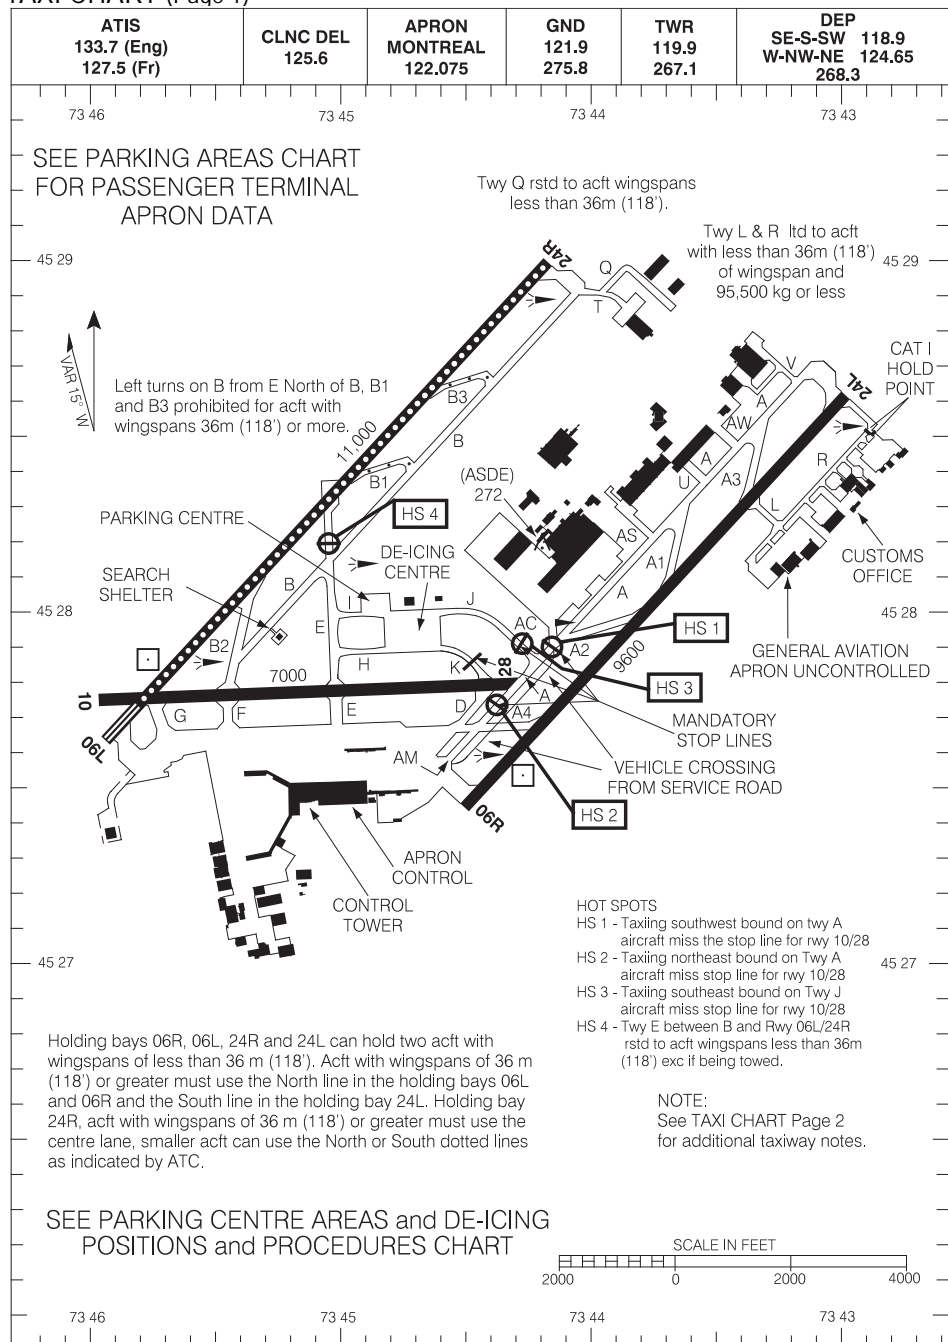 TAXI CHART (Page 1)
ATIS
133.7 (Eng)
127.5 (Fr)
CLNC DEL
125.6
APRON
MONTREAL
122.075
GND
121.9
275.8
TWR
119.9
267.1
DEP
SE-S-SW 118.9
W-NW-NE 124.65
268.3
73 46
73 45
73 44
73 43
SEE PARKING AREAS CHART
FOR PASSENGER TERMINAL
APRON DATA
Twy Q rstd to acft wingspans
less than 36m (118').
Twy L & R ltd to acft
with less than 36m (118')
of wingspan and
95,500 kg or less
45 29
45 29
24R
Q
T
VAR 15° W
Left turns on B from E North of B, B1
and B3 prohibited for acft with
wingspans 36m (118') or more.
CAT I
HOLD
POINT
V
24L
A
AW
B3
B
11,000
B1
(ASDE)
272
A
A3
U
R
L
HS 4
PARKING CENTRE
DE-ICING
CENTRE
AS
A1
CUSTOMS
OFFICE
SEARCH
SHELTER
B
I
J
A
45 28
45 28
E
AC
HS 1
B2
A2
GENERAL AVIATION
APRON UNCONTROLLED
H
K
28
9600
HS 3
7000
10
A
D
G
F
E
A4
MANDATORY
STOP LINES
06L
AM
VEHICLE CROSSING
FROM SERVICE ROAD
06R
HS 2
APRON
CONTROL
CONTROL
TOWER
HOT SPOTS
HS 1 - Taxiing southwest bound on twy A
aircraft miss the stop line for rwy 10/28
HS 2 - Taxiing northeast bound on Twy A
aircraft miss stop line for rwy 10/28
HS 3 - Taxiing southeast bound on Twy J
aircraft miss stop line for rwy 10/28
HS 4 - Twy E between B and Rwy 06L/24R
rstd to acft wingspans less than 36m
(118') exc if being towed.
45 27
45 27
Holding bays 06R, 06L, 24R and 24L can hold two acft with
wingspans of less than 36 m (118'). Acft with wingspans of 36 m
(118') or greater must use the North line in the holding bays 06L
and 06R and the South line in the holding bay 24L. Holding bay
24R, acft with wingspans of 36 m (118') or greater must use the
centre lane, smaller acft can use the North or South dotted lines
as indicated by ATC.
NOTE:
See TAXI CHART Page 2
for additional taxiway notes.
SEE PARKING CENTRE AREAS and DE-ICING
POSITIONS and PROCEDURES CHART
SCALE IN FEET
2000
0
2000
4000
73 46
73 45
73 44
73 43